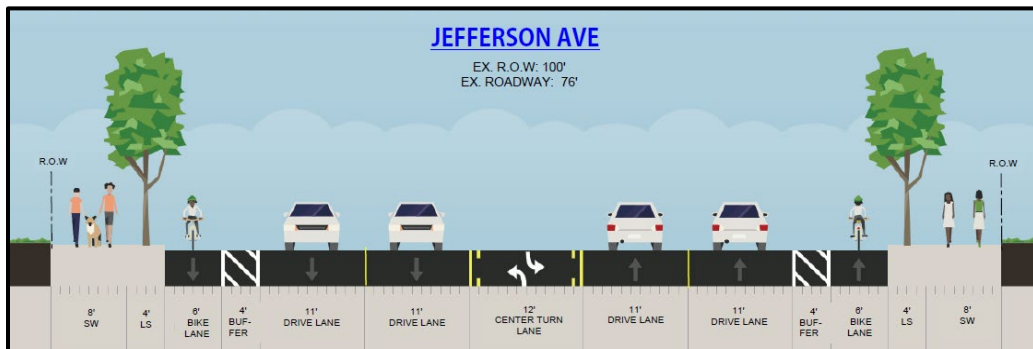 JEFFERSON AVE
EX. R.O.W: 100'
EX. ROADWAY: 76'
R.O.W
R.O.W
8'
SW
4'
LS
6'
BIKE
LANE
4'
BUF-
FER
11'
DRIVE LANE
11'
DRIVE LANE
12'
CENTER TURN
LANE
11'
DRIVE LANE
11'
DRIVE LANE
4'
BUF-
FER
6'
BIKE
LANE
4'
LS
8'
SW